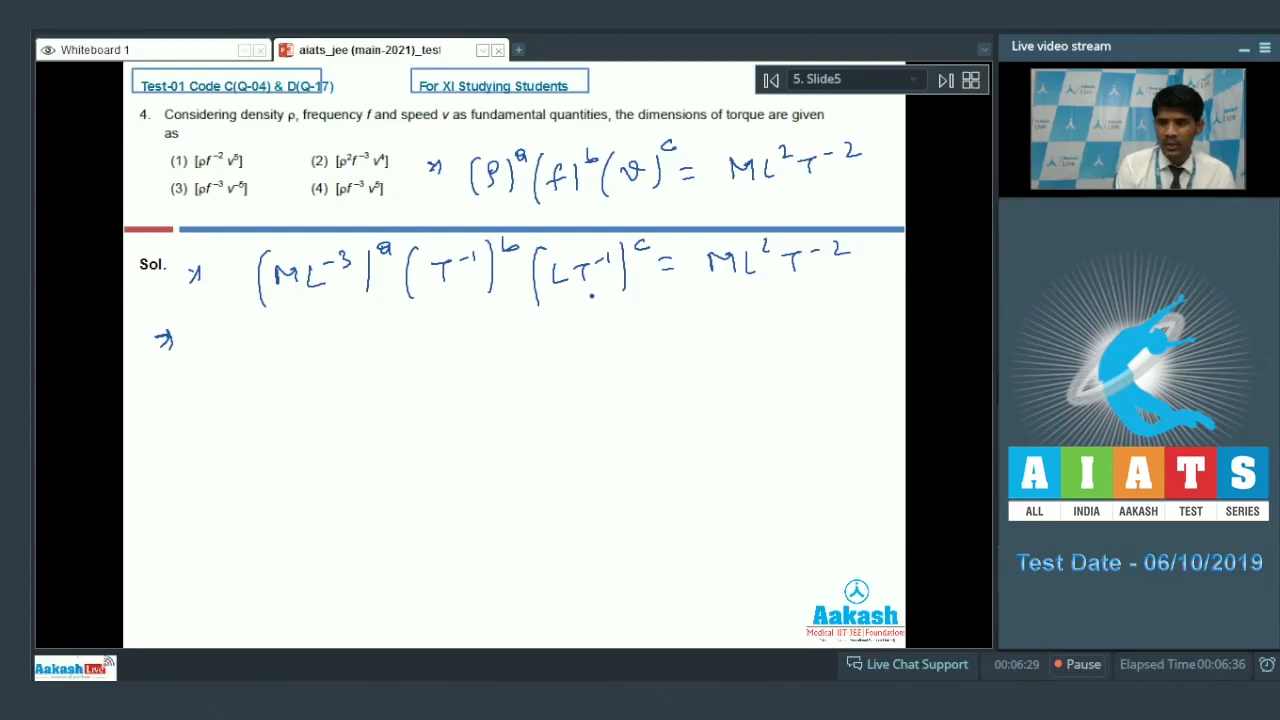 Whiteboard 1
aiats_jee (main-2021)_test
Live video stream
Test-01 Code C(Q-04) & D(Q-17)
For XI Studying Students
5. Slide5
4. Considering density ρ, frequency f and speed v as fundamental quantities, the dimensions of torque are given
as
(1) [ρf⁻² v⁵] (2) [ρ²f⁻³ v⁴]
(3) [ρf⁻³ v⁻⁵] (4) [ρf⁻³ v⁵]
⇒ (ρ)ᵃ (f)ᵇ (v)ᶜ = ML²T⁻²
Sol. ⇒ (ML⁻³)ᵃ (T⁻¹)ᵇ (LT⁻¹)ᶜ = ML²T⁻²
⇒
A I A T S
ALL INDIA AAKASH TEST SERIES
Test Date - 06/10/2019
Aakash
Medical|IIT-JEE|Foundations
Aakash Live
Live Chat Support
00:06:29
Pause
Elapsed Time 00:06:36